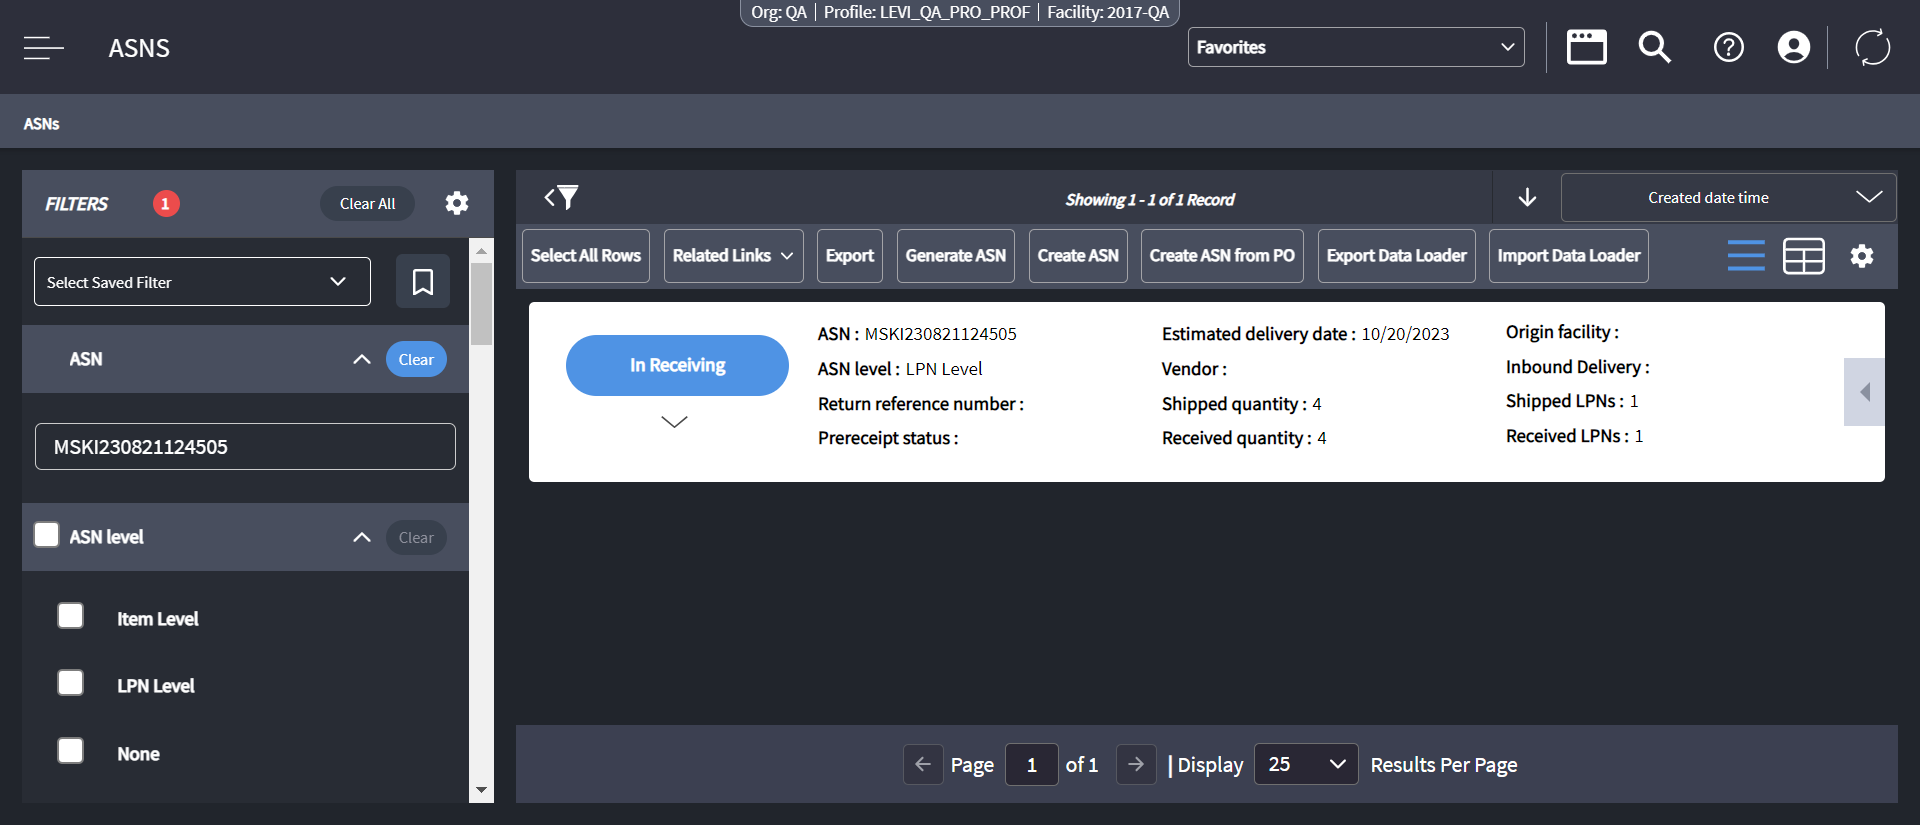 Org: QA | Profile: LEVI_QA_PRO_PROF | Facility: 2017-QA
ASNS
Favorites
ASNs
FILTERS 1 Clear All
Select Saved Filter
ASN Clear
MSKI230821124505
ASN level Clear
Item Level
LPN Level
None
Showing 1 - 1 of 1 Record
Created date time
Select All Rows Related Links Export Generate ASN Create ASN Create ASN from PO Export Data Loader Import Data Loader
In Receiving
ASN : MSKI230821124505
ASN level : LPN Level
Return reference number :
Prereceipt status :
Estimated delivery date : 10/20/2023
Vendor :
Shipped quantity : 4
Received quantity : 4
Origin facility :
Inbound Delivery :
Shipped LPNs : 1
Received LPNs : 1
Page 1 of 1 | Display 25 Results Per Page